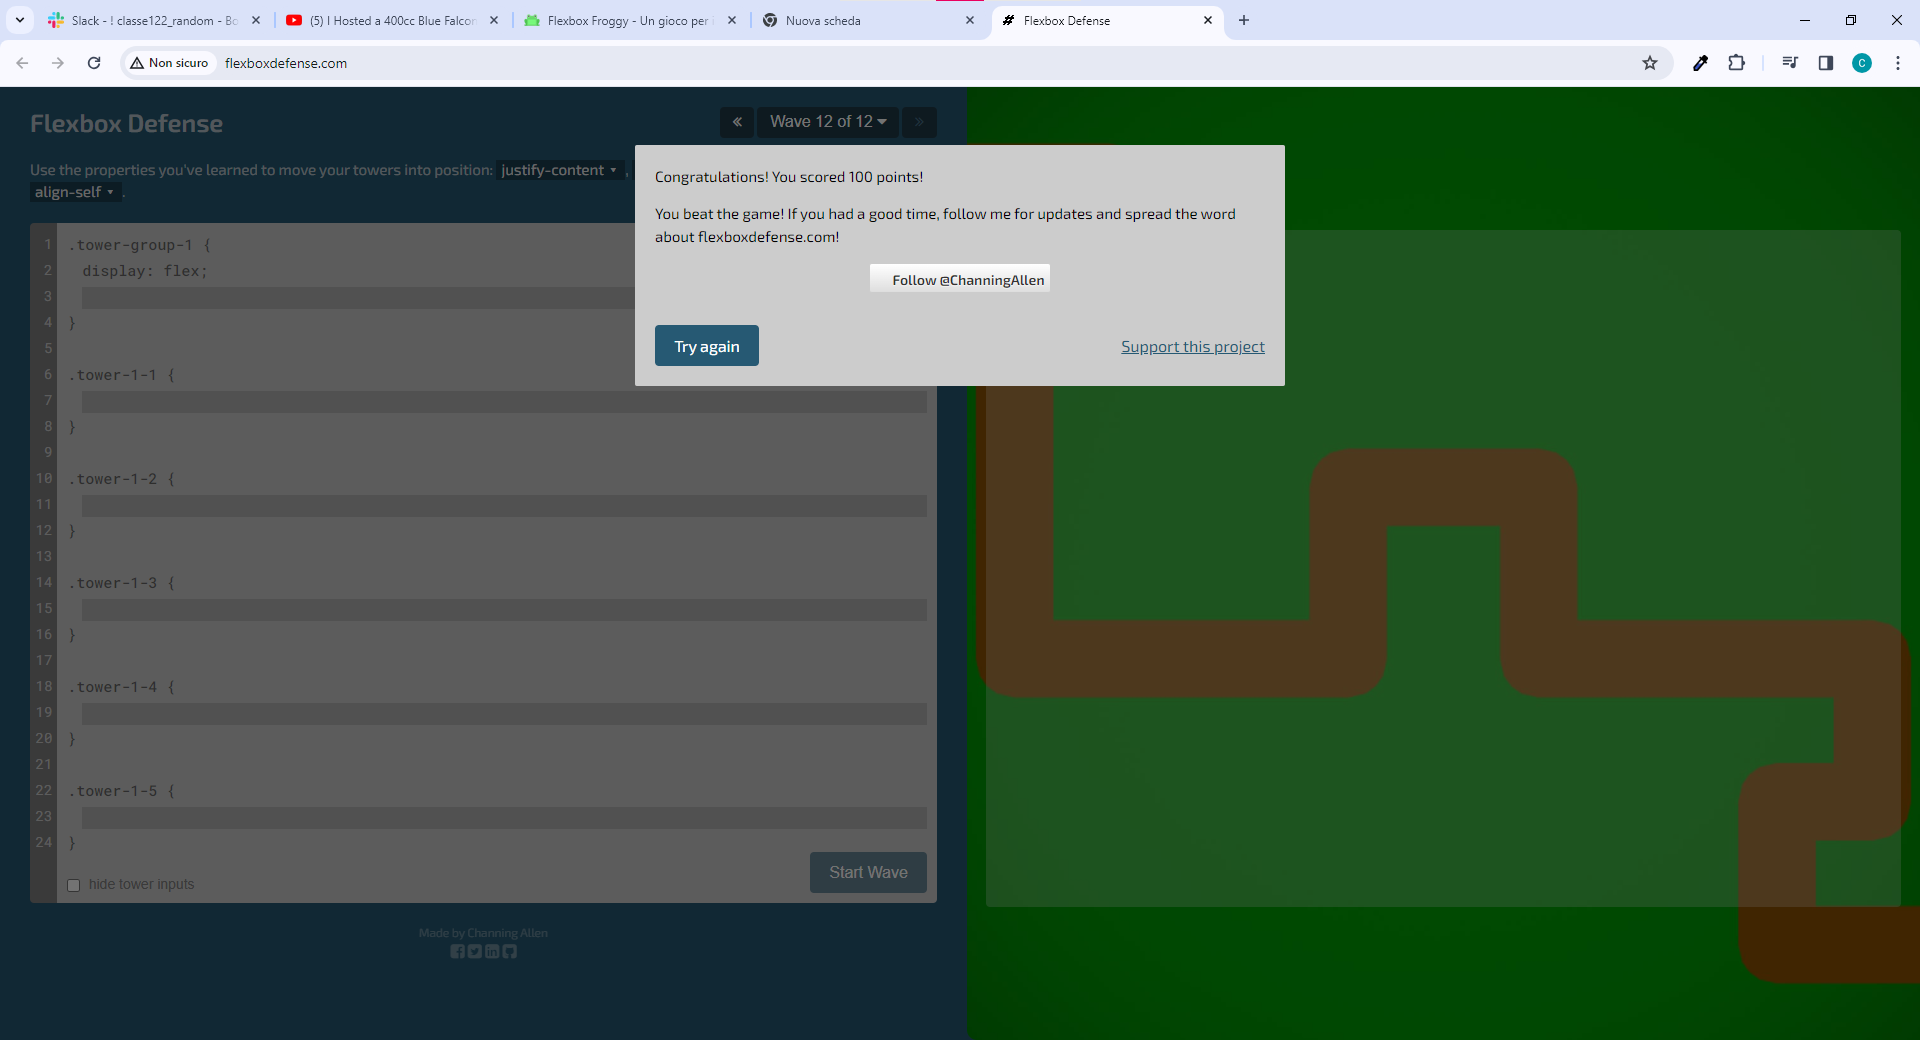 Slack - ! classe122_random - Bo
(5) I Hosted a 400cc Blue Falcon
Flexbox Froggy - Un gioco per i
Nuova scheda
Flexbox Defense
Non sicuro
flexboxdefense.com
C
Flexbox Defense
«
Wave 12 of 12
»
Use the properties you've learned to move your towers into position: justify-content ,
align-self .
1 .tower-group-1 {
2 display: flex;
3
4 }
5
6 .tower-1-1 {
7
8 }
9
10 .tower-1-2 {
11
12 }
13
14 .tower-1-3 {
15
16 }
17
18 .tower-1-4 {
19
20 }
21
22 .tower-1-5 {
23
24 }
hide tower inputs
Start Wave
Made by Channing Allen
Congratulations! You scored 100 points!
You beat the game! If you had a good time, follow me for updates and spread the word
about flexboxdefense.com!
Follow @ChanningAllen
Try again
Support this project